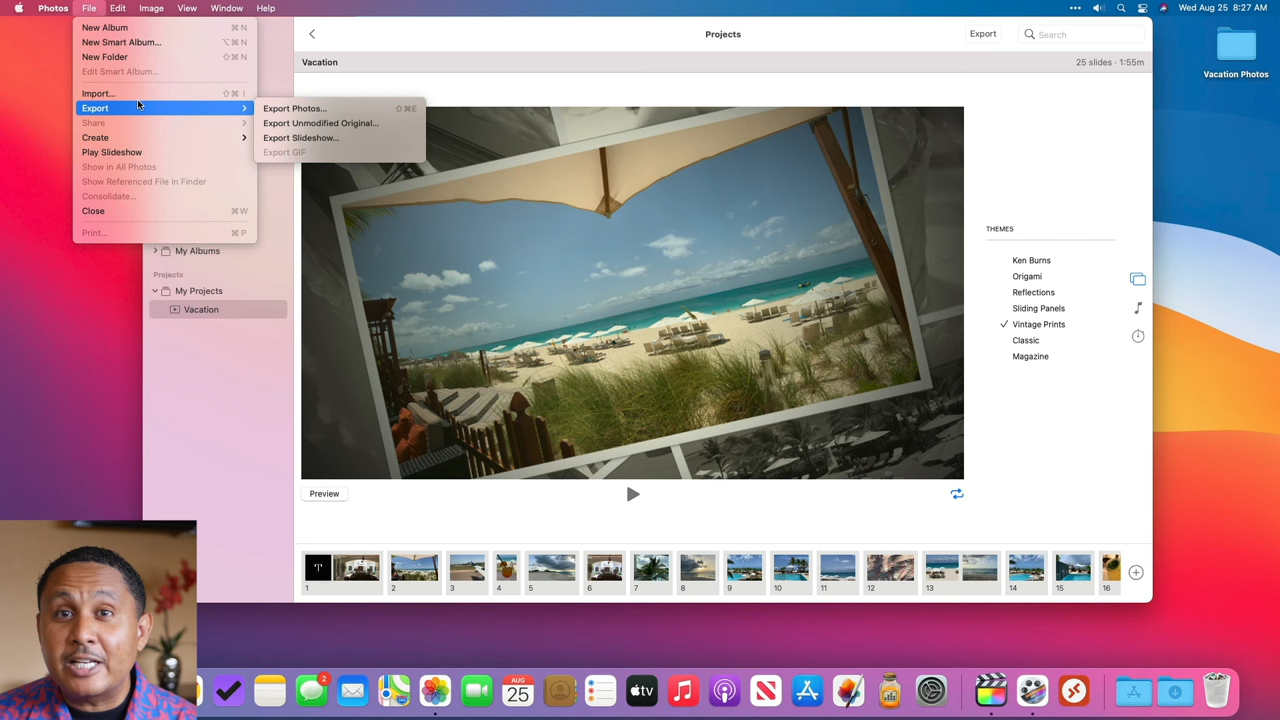 Photos File Edit Image View Window Help
Wed Aug 25 8:27 AM
New Album ⌘ N
New Smart Album... ⌥⌘ N
New Folder ⇧⌘ N
Edit Smart Album...
Import... ⇧⌘ I
Export
Share
Create
Play Slideshow
Show in All Photos
Show Referenced File in Finder
Consolidate...
Close ⌘W
Print... ⌘ P
Export Photos... ⇧⌘E
Export Unmodified Original...
Export Slideshow...
Export GIF
My Albums
Projects
My Projects
Vacation
Projects
Export
Search
Vacation
25 slides · 1:55m
THEMES
Ken Burns
Origami
Reflections
Sliding Panels
Vintage Prints
Classic
Magazine
Preview
T
1 2 3 4 5 6 7 8 9 10 11 12 13 14 15 16
Vacation Photos
2
AUG
25
tv